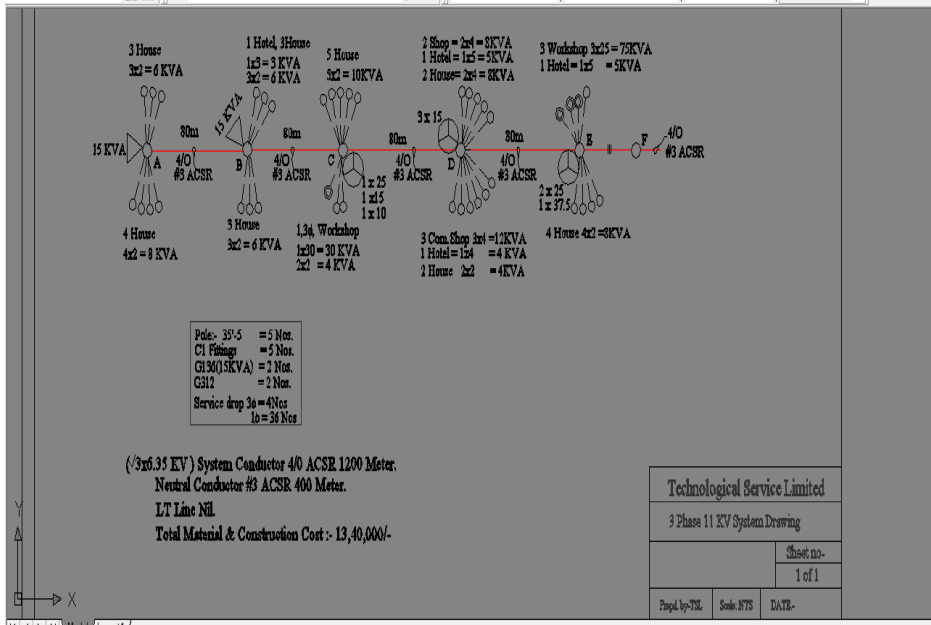 3 House
3x2 = 6 KVA
1 Hotel, 3House
1x3 = 3 KVA
3x2 = 6 KVA
5 House
5x2 = 10KVA
2 Shop = 2x4 = 8KVA
1 Hotel = 1x5 = 5KVA
2 House= 2x4 = 8KVA
3 Workshop 3x25 = 75KVA
1 Hotel = 1x5 = 5KVA
15 KVA
15 KVA
3 x 15
A
80m
4/0
#3 ACSR
B
80m
4/0
#3 ACSR
C
80m
4/0
#3 ACSR
D
80m
4/0
#3 ACSR
E
F
4/0
#3 ACSR
1 x 25
1 x15
1 x 10
2 x 25
1 x 37.5
4 House
4x2 = 8 KVA
3 House
3x2 = 6 KVA
1,3ϕ, Workshop
1x30 = 30 KVA
2x2 = 4 KVA
3 Com.Shop 3x4 =12KVA
1 Hotel = 1x4 =4 KVA
2 House 2x2 =4KVA
4 House 4x2 =8KVA
Pole:- 35'-5 = 5 Nos.
C1 Fittings = 5 Nos.
G136(15KVA) = 2 Nos.
G312 = 2 Nos.
Service drop 3ϕ = 4Nos
1ϕ = 36 Nos
(√3x6.35 KV ) System Conductor 4/0 ACSR 1200 Meter.
Neutral Conductor #3 ACSR 400 Meter.
LT Line Nil.
Total Material & Construction Cost :- 13,40,000/-
Technological Service Limited
3 Phase 11 KV System Drawing
Sheet no-
1 of 1
Prepd. by-TSL
Scale: NTS
DATE.-
Y
X